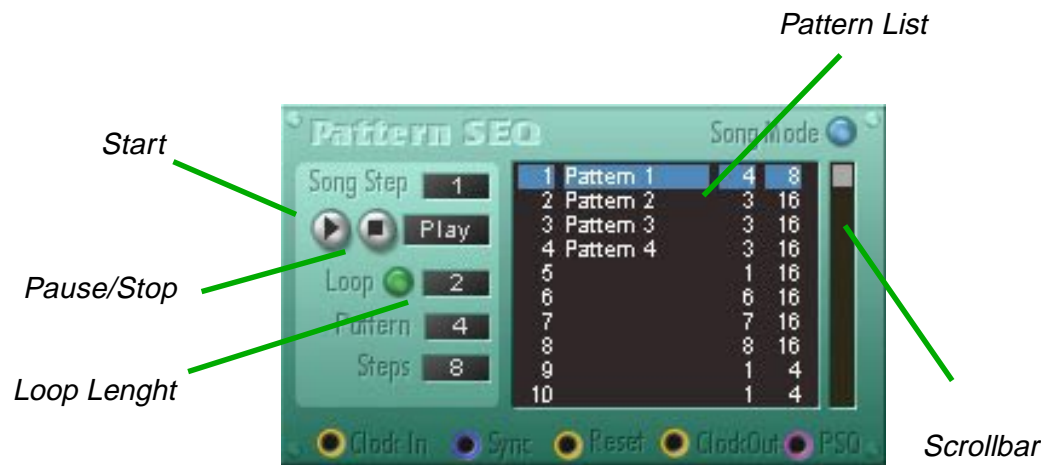 Pattern List
Start
Pattern SEQ
Song Mode
Song Step 1
Play
Pause/Stop
Loop 2
Pattern 4
Loop Lenght
Steps 8
1 Pattern 1 4 8
2 Pattern 2 3 16
3 Pattern 3 3 16
4 Pattern 4 3 16
5 1 16
6 6 16
7 7 16
8 8 16
9 1 4
10 1 4
Clock In
Sync
Reset
ClockOut
PSQ
Scrollbar